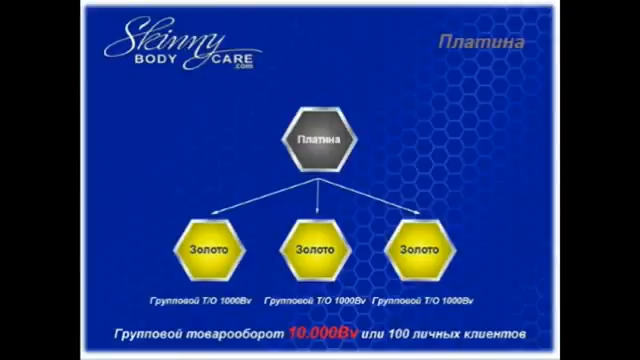 Skinny
BODY CARE
.com
Платина
Платина
Золото Золото Золото
Групповой Т/О 1000Bv Групповой Т/О 1000Bv Групповой Т/О 1000Bv
Групповой товарооборот 10.000Bv или 100 личных клиентов